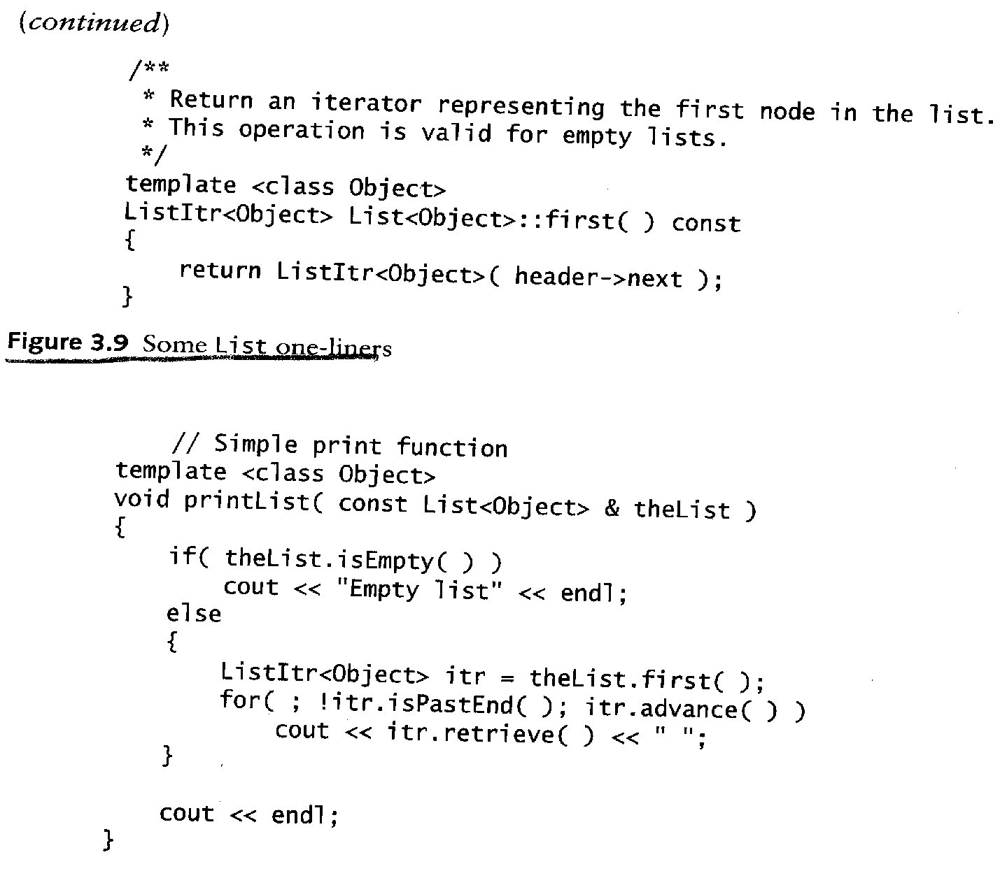 (continued)
/**
 * Return an iterator representing the first node in the list.
 * This operation is valid for empty lists.
 */
template <class Object>
ListItr<Object> List<Object>::first( ) const
{
    return ListItr<Object>( header->next );
}
Figure 3.9 Some List one-liners
    // Simple print function
template <class Object>
void printList( const List<Object> & theList )
{
    if( theList.isEmpty( ) )
        cout << "Empty list" << endl;
    else
    {
        ListItr<Object> itr = theList.first( );
        for( ; !itr.isPastEnd( ); itr.advance( ) )
            cout << itr.retrieve( ) << " ";
    }
    cout << endl;
}